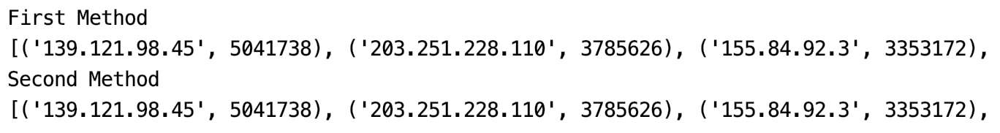 First Method
[('139.121.98.45', 5041738), ('203.251.228.110', 3785626), ('155.84.92.3', 3353172),
Second Method
[('139.121.98.45', 5041738), ('203.251.228.110', 3785626), ('155.84.92.3', 3353172),